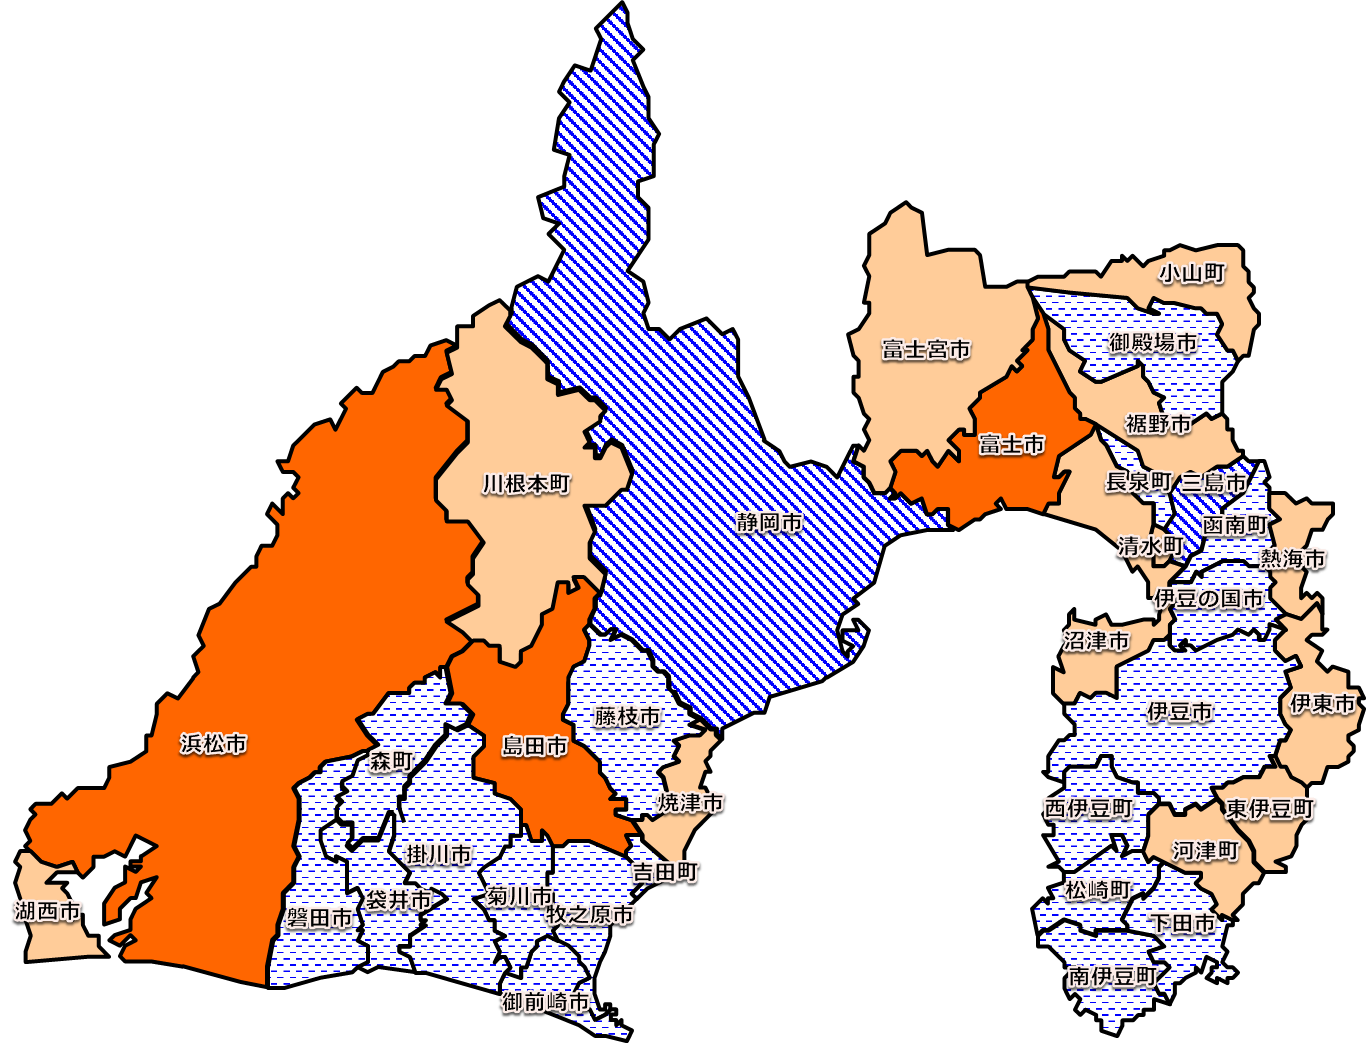 小山町
御殿場市
富士宮市
裾野市
富士市
長泉町
三島市
川根本町
静岡市
函南町
清水町
熱海市
伊豆の国市
沼津市
伊東市
伊豆市
藤枝市
浜松市
島田市
森町
焼津市
西伊豆町
東伊豆町
掛川市
河津町
吉田町
松崎町
菊川市
袋井市
湖西市
磐田市
牧之原市
下田市
南伊豆町
御前崎市